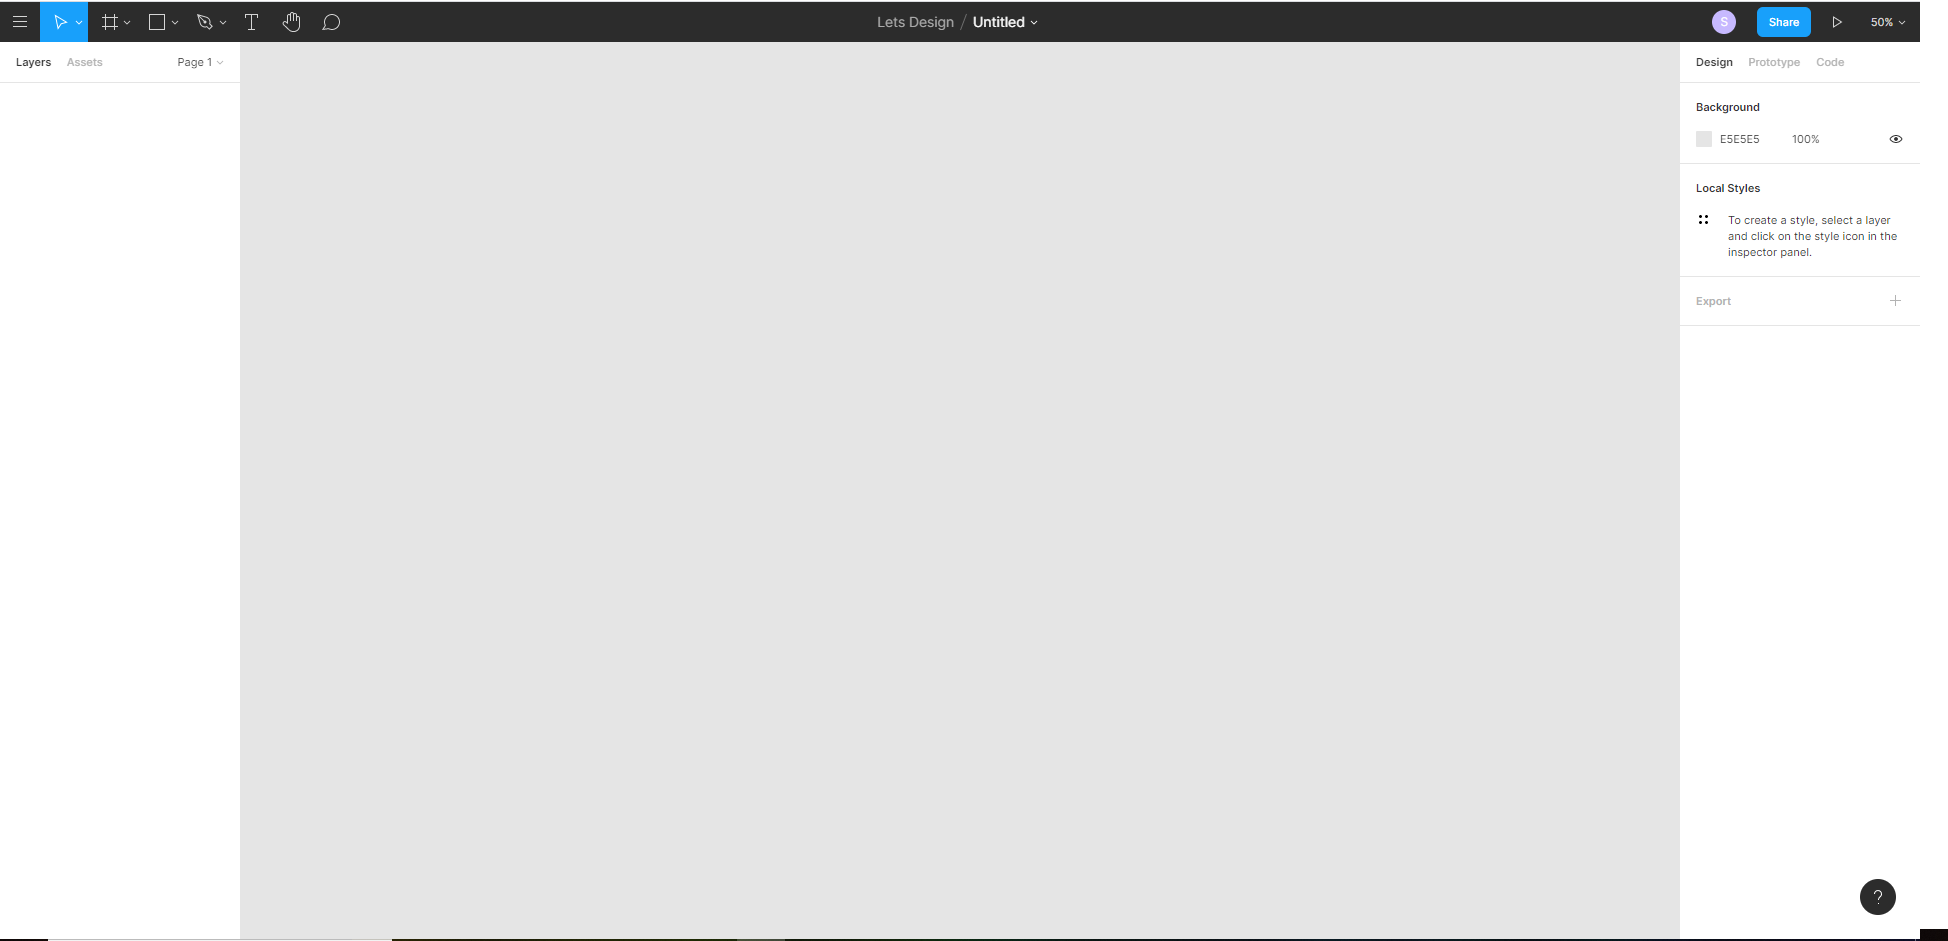 Lets Design / Untitled
S
Share
50%
Layers Assets Page 1
Design Prototype Code
Background
E5E5E5 100%
Local Styles
To create a style, select a layer
and click on the style icon in the
inspector panel.
Export
?